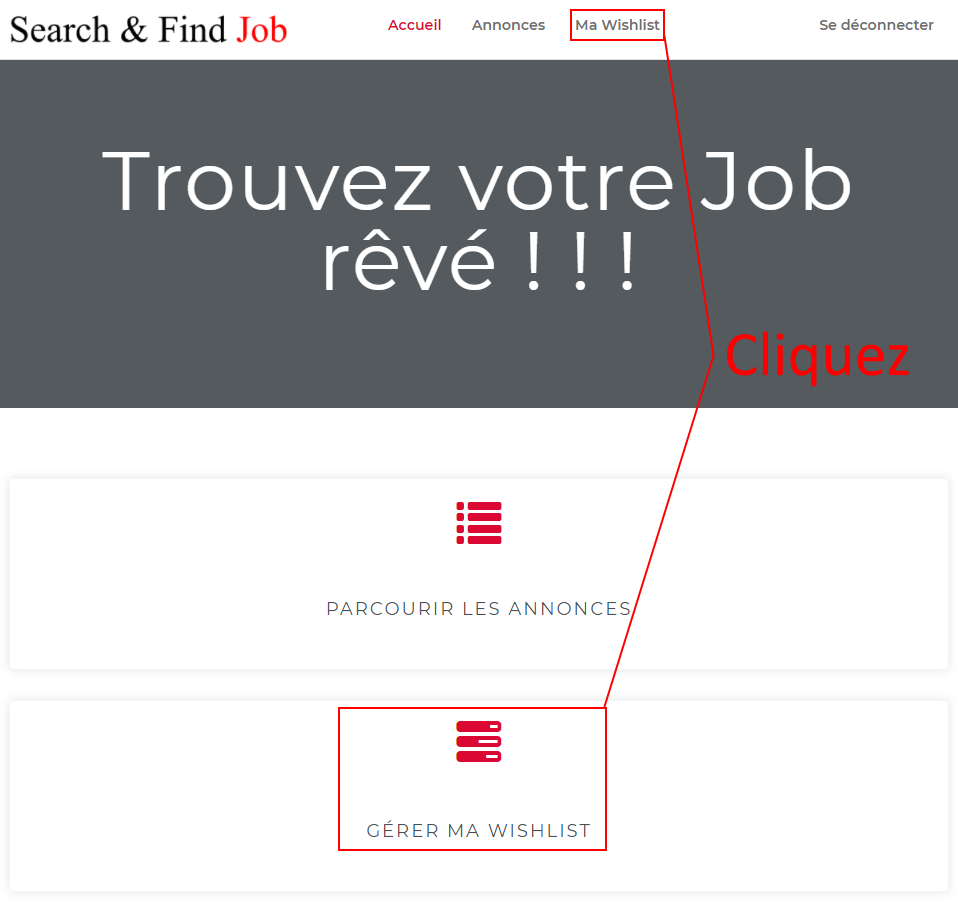 Search & Find Job
Accueil
Annonces
Ma Wishlist
Se déconnecter
Trouvez votre Job
rêvé ! ! !
Cliquez
PARCOURIR LES ANNONCES
GÉRER MA WISHLIST